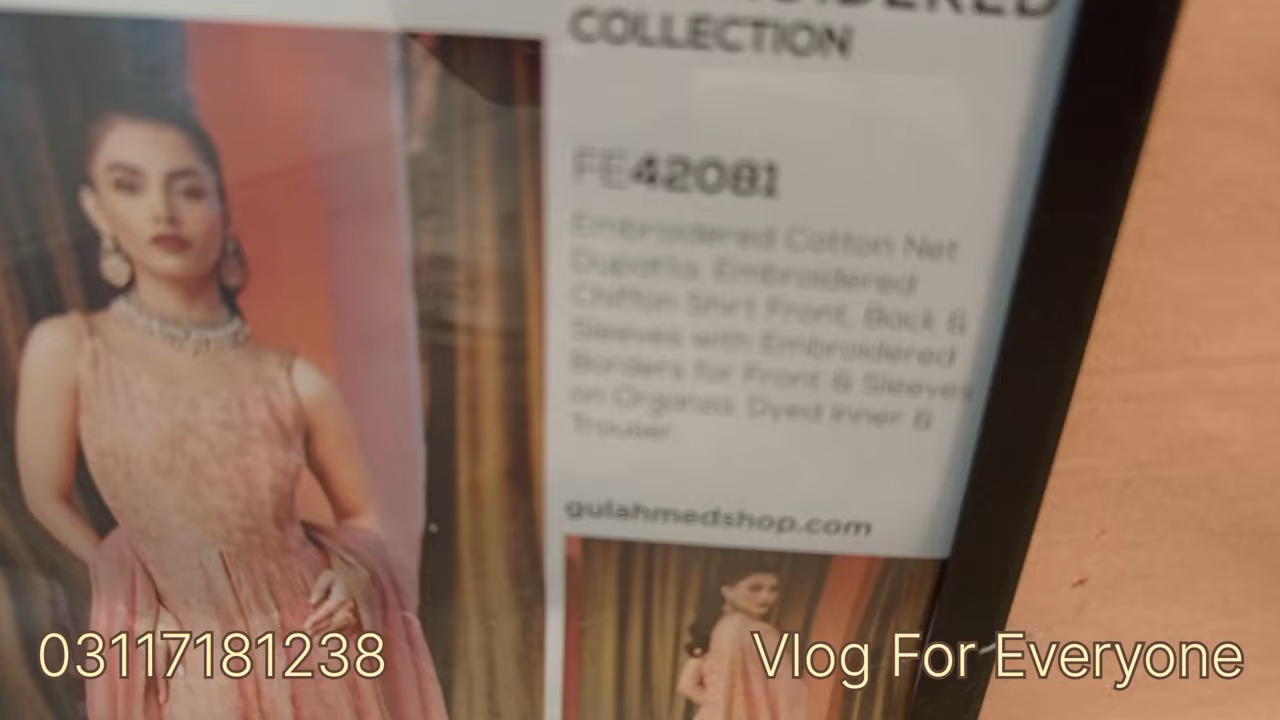 COLLECTION
FE42081
Embroidered Cotton Net
Dupatta, Embroidered
Chiffon Shirt Front, Back &
Sleeves with Embroidered
Borders for Front & Sleeves
on Organza. Dyed Inner &
Trouser
gulahmedshop.com
03117181238
Vlog For Everyone